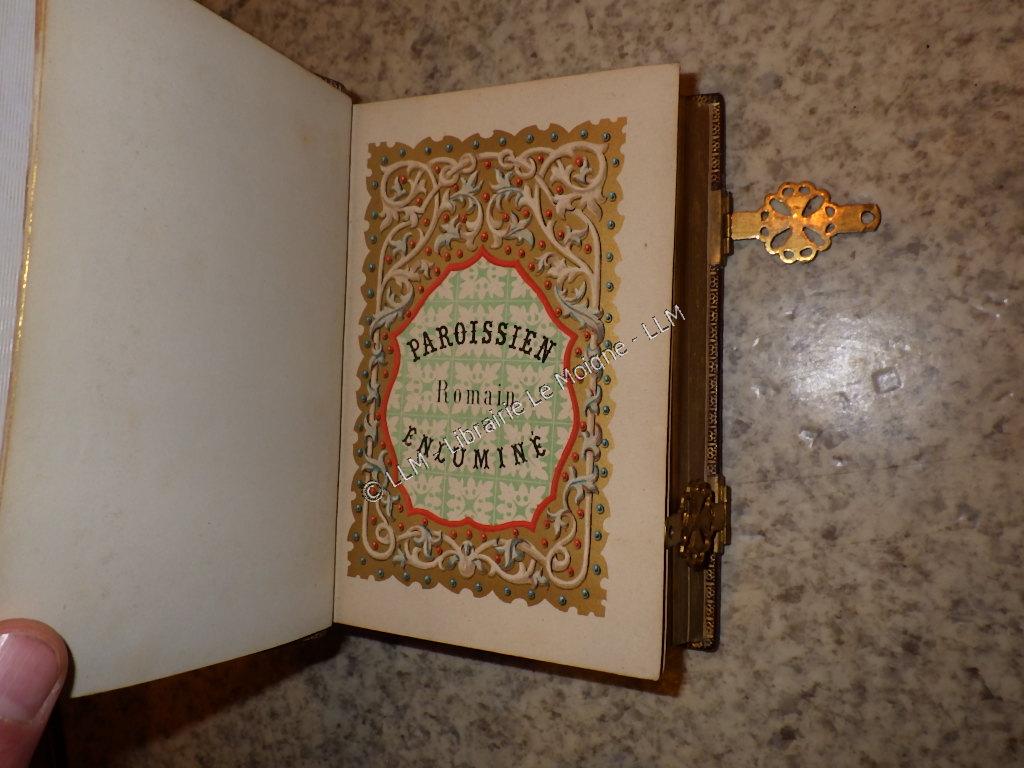 PAROISSIEN
Romain
ENLUMINÉ
© LLM - Librairie Le Moigne - LLM